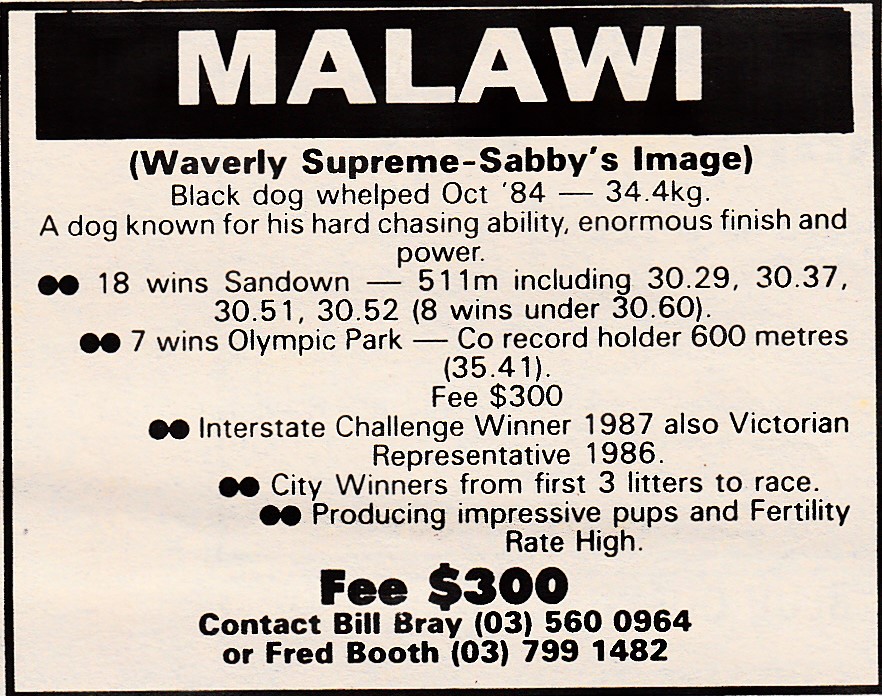 MALAWI
(Waverly Supreme-Sabby's Image)
Black dog whelped Oct '84 — 34.4kg.
A dog known for his hard chasing ability, enormous finish and
power.
●● 18 wins Sandown — 511m including 30.29, 30.37,
30.51, 30.52 (8 wins under 30.60).
●● 7 wins Olympic Park — Co record holder 600 metres
(35.41).
Fee $300
●● Interstate Challenge Winner 1987 also Victorian
Representative 1986.
●● City Winners from first 3 litters to race.
●● Producing impressive pups and Fertility
Rate High.
Fee $300
Contact Bill Bray (03) 560 0964
or Fred Booth (03) 799 1482